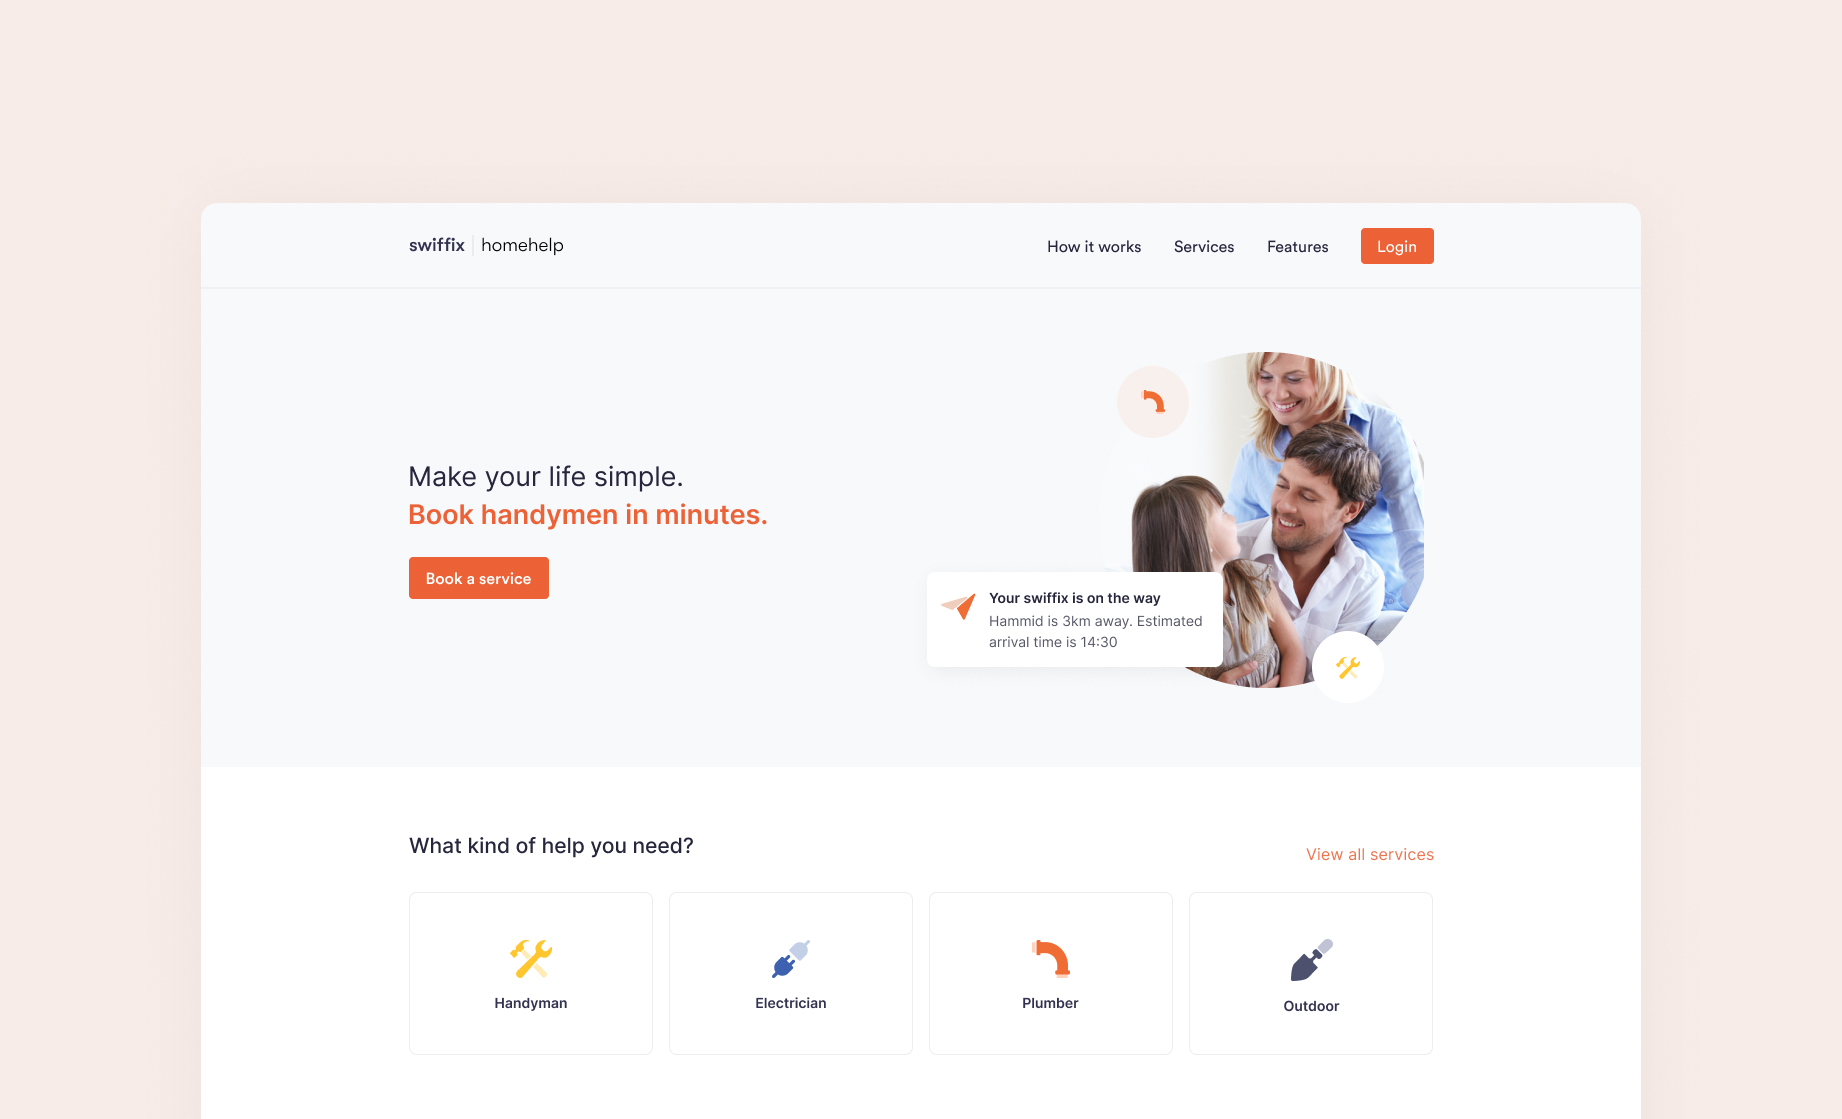 swiffix homehelp
How it works Services Features Login
Make your life simple.
Book handymen in minutes.
Book a service
Your swiffix is on the way
Hammid is 3km away. Estimated
arrival time is 14:30
What kind of help you need?
View all services
Handyman
Electrician
Plumber
Outdoor